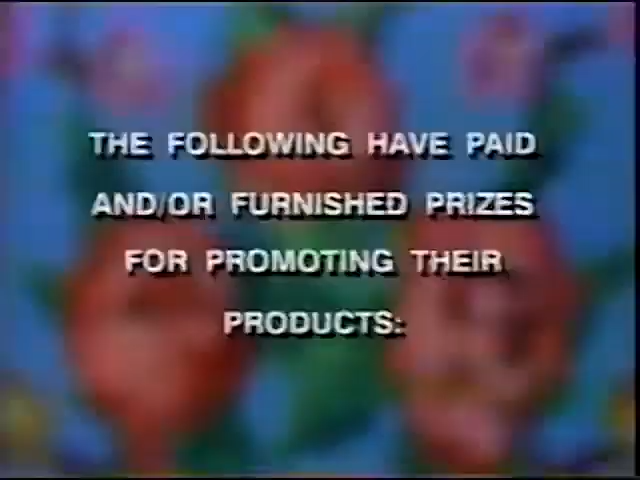 THE FOLLOWING HAVE PAID
AND/OR FURNISHED PRIZES
FOR PROMOTING THEIR
PRODUCTS: